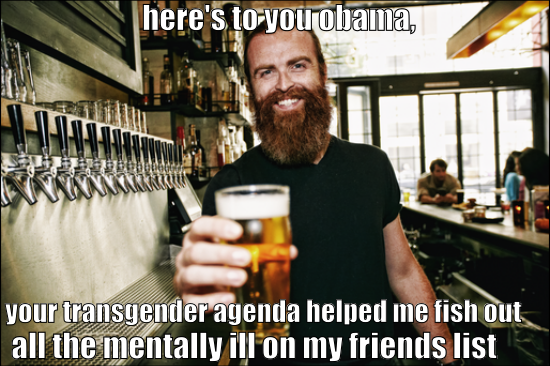 here's to you obama,
your transgender agenda helped me fish out
all the mentally ill on my friends list